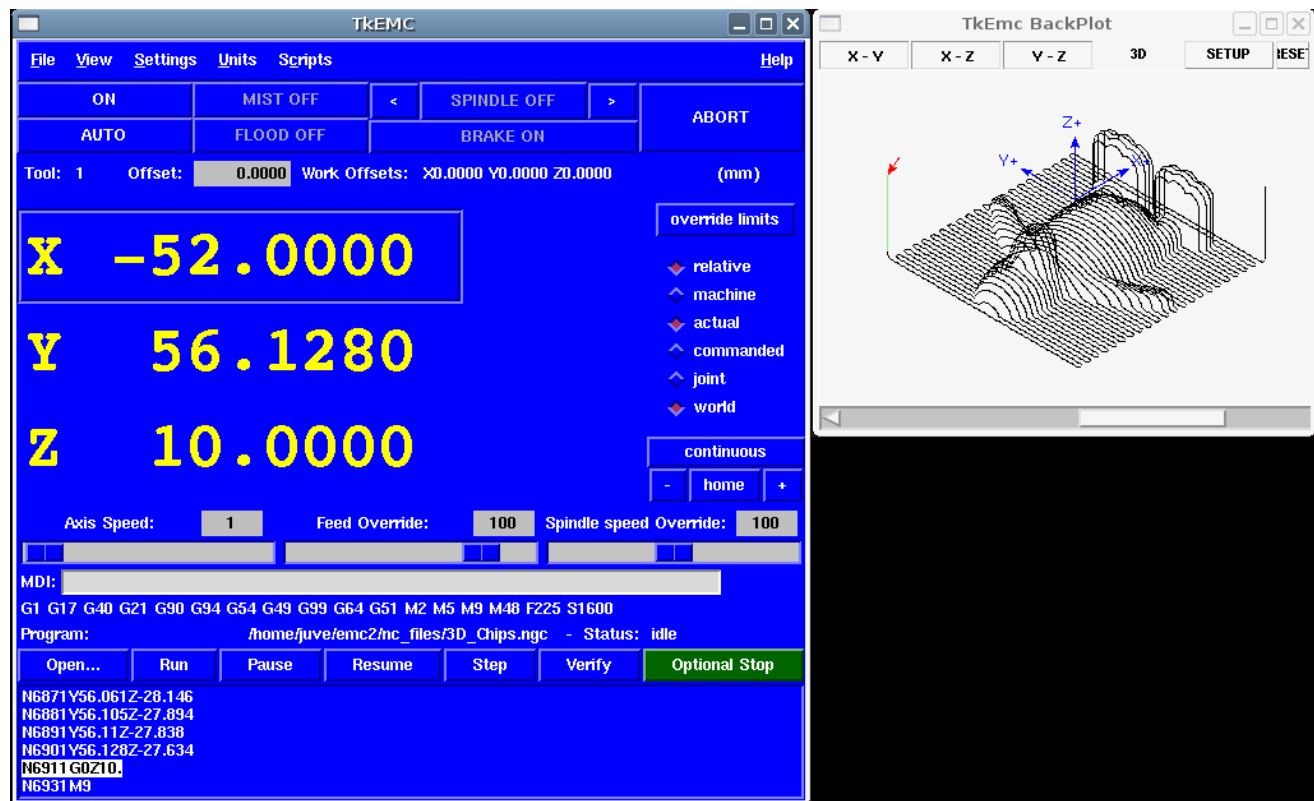 TkEMC
File View Settings Units Scripts Help
ON MIST OFF < SPINDLE OFF >
ABORT
AUTO FLOOD OFF BRAKE ON
Tool: 1 Offset: 0.0000 Work Offsets: X0.0000 Y0.0000 Z0.0000 (mm)
override limits
X -52.0000
relative
machine
actual
Y 56.1280
commanded
joint
world
Z 10.0000
continuous
- home +
Axis Speed: 1 Feed Override: 100 Spindle speed Override: 100
MDI:
G1 G17 G40 G21 G90 G94 G54 G49 G99 G64 G51 M2 M5 M9 M48 F225 S1600
Program: /home/juve/emc2/nc_files/3D_Chips.ngc - Status: idle
Open... Run Pause Resume Step Verify Optional Stop
N6871Y56.061Z-28.146
N6881Y56.105Z-27.894
N6891Y56.11Z-27.838
N6901Y56.128Z-27.634
N6911G0Z10.
N6931M9
TkEmc BackPlot
X - Y X - Z Y - Z 3D SETUP RESET
Z+
Y+ X+